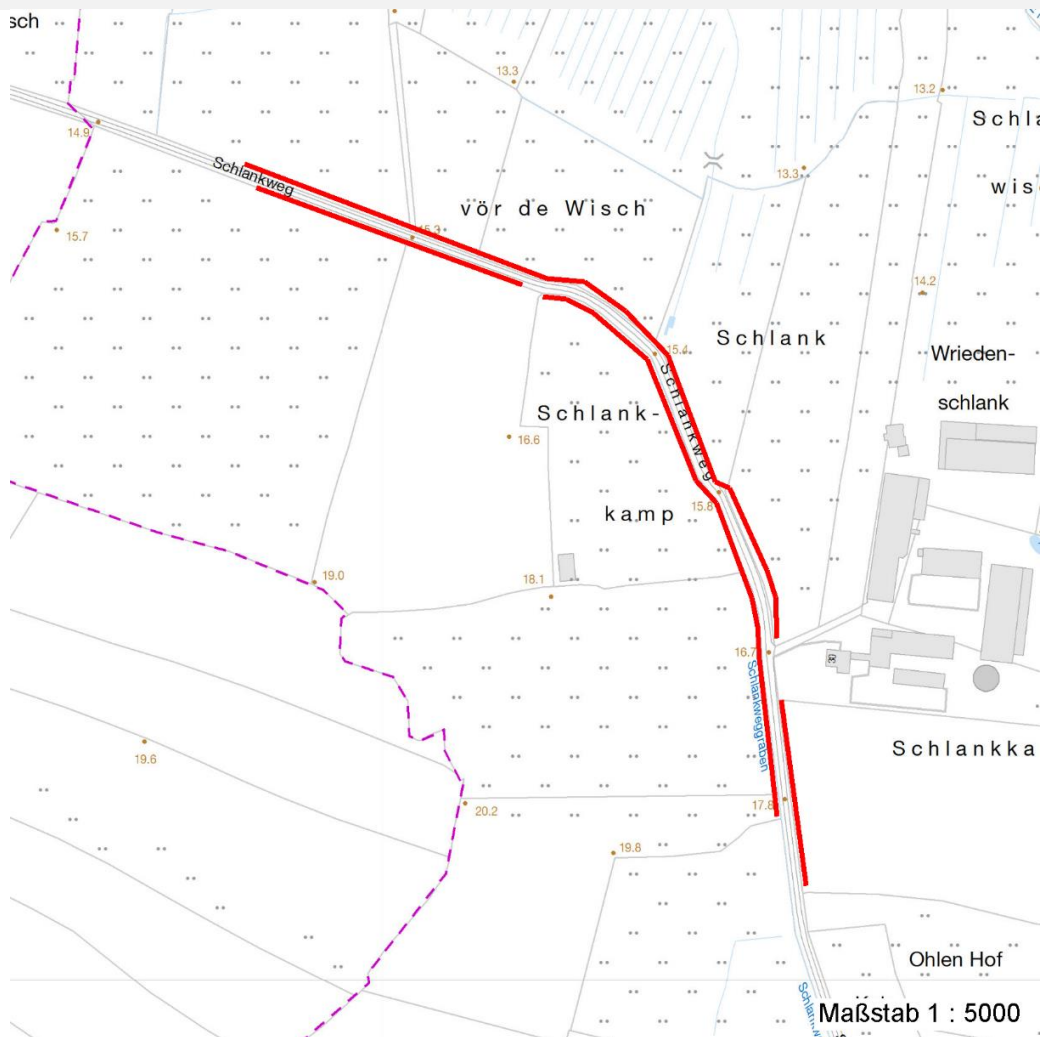 sch
13.3
13.2
14.9
Schla
Schlankweg
13.3
wisc
vör de Wisch
15.7
15.3
14.2
15.4
Schlank
Wrieden-
schlank
Schlankweg
Schlank-
16.6
15.8
kamp
19.0
18.1
16.7
Schlankweggraben
Schlankka
19.6
17.8
20.2
19.8
Ohlen Hof
Maßstab 1 : 5000